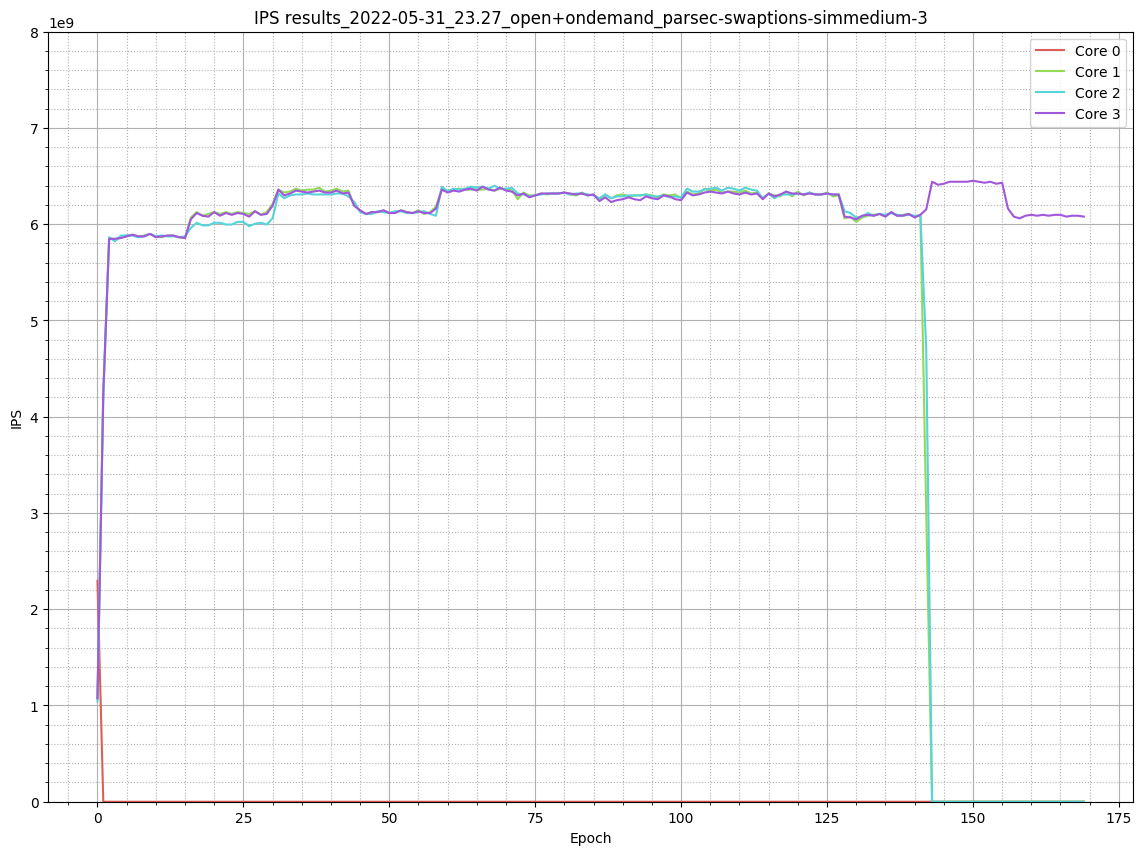 IPS results_2022-05-31_23.27_open+ondemand_parsec-swaptions-simmedium-3
1e9
8
7
6
5
4
3
2
1
0
IPS
Core 0
Core 1
Core 2
Core 3
0 25 50 75 100 125 150 175
Epoch